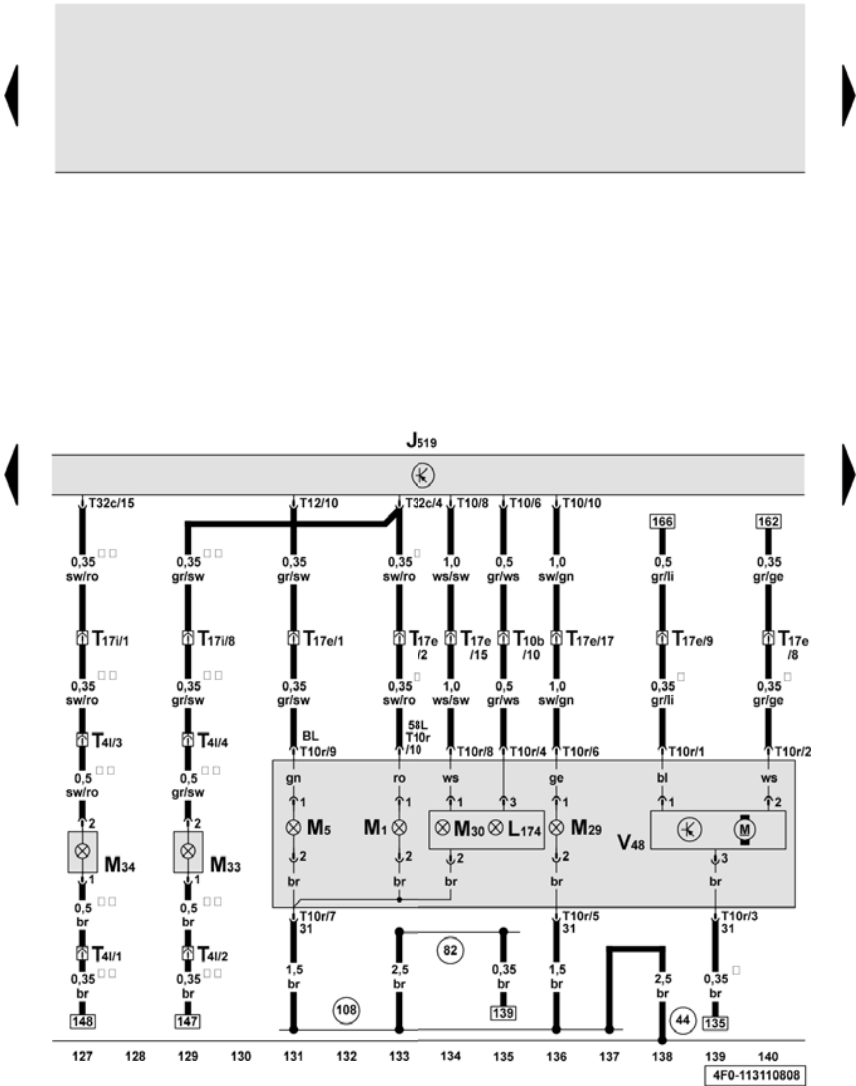 J519
T32c/15 T12/10 T32c/4 T10/8 T10/6 T10/10
166 162
0,35 0,35 0,35 0,35 1,0 0,5 1,0 0,5 0,35
sw/ro gr/sw gr/sw sw/ro ws/sw gr/ws sw/gn gr/li gr/ge
T17i/1 T17i/8 T17e/1 T17e T17e T10b T17e/17 T17e/9 T17e
/2 /15 /10 /8
0,35 0,35 0,35 0,35 1,0 0,5 1,0 0,35 0,35
sw/ro gr/sw gr/sw sw/ro ws/sw gr/ws sw/gn gr/li gr/ge
T4l/3 T4l/4 BL 58L
T10r/9 T10r/10 T10r/8 T10r/4 T10r/6 T10r/1 T10r/2
0,5 0,5 gn ro ws ge bl ws
sw/ro gr/sw
1 1 1 3 1 1 2
2 2 M5 M1 M30 L174 M29 V48 M
M34 M33
1 1 2 2 2 2 3
0,5 0,5 br br br br br
br br
T10r/7 T10r/5 T10r/3
31 31 31
T4l/1 T4l/2 82
0,35 0,35 1,5 2,5 0,35 1,5 2,5 0,35
br br br br br br br br
148 147 108 139 44 135
127 128 129 130 131 132 133 134 135 136 137 138 139 140
4F0-113110808